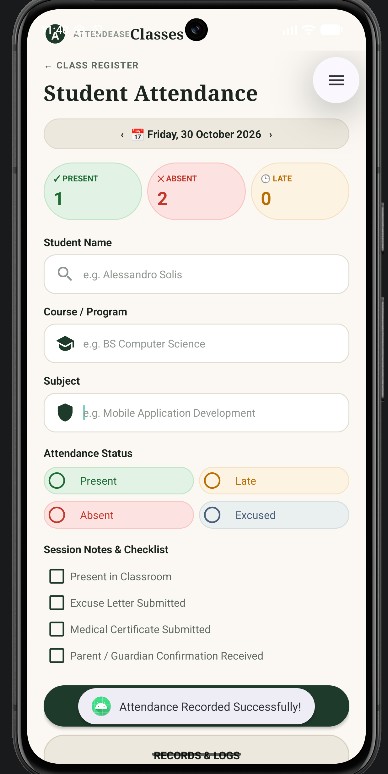 ATTENDEASE Classes
← CLASS REGISTER
Student Attendance
‹ 📅 Friday, 30 October 2026 ›
✓ PRESENT ✕ ABSENT 🕒 LATE
1 2 0
Student Name
e.g. Alessandro Solis
Course / Program
e.g. BS Computer Science
Subject
e.g. Mobile Application Development
Attendance Status
Present Late
Absent Excused
Session Notes & Checklist
Present in Classroom
Excuse Letter Submitted
Medical Certificate Submitted
Parent / Guardian Confirmation Received
Attendance Recorded Successfully!
RECORDS & LOGS